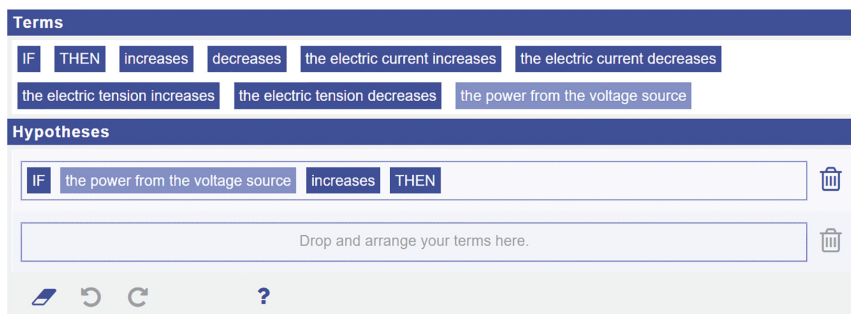 Terms
IF THEN increases decreases the electric current increases the electric current decreases
the electric tension increases the electric tension decreases the power from the voltage source
Hypotheses
IF the power from the voltage source increases THEN
Drop and arrange your terms here.
?